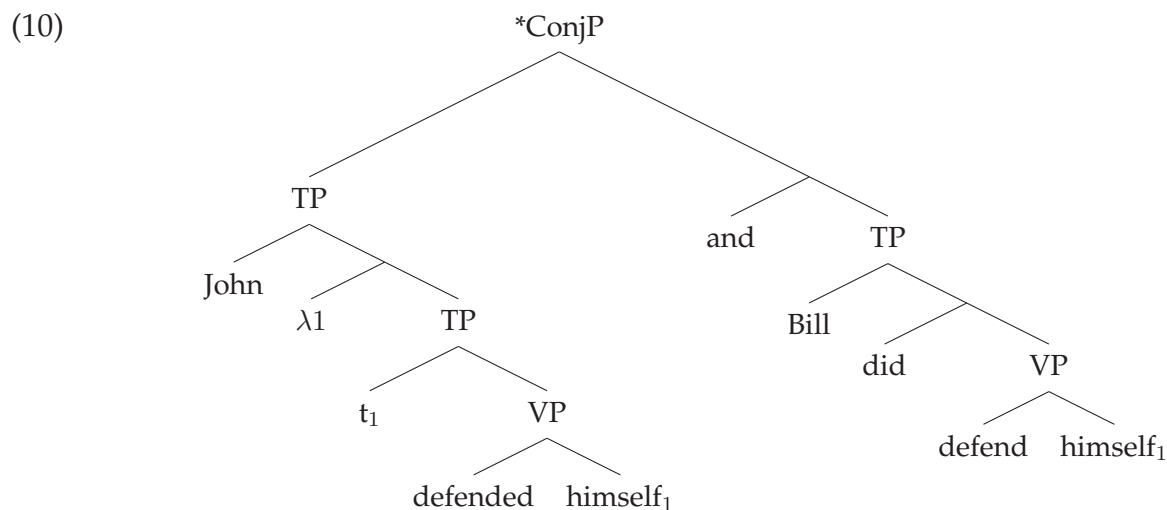 (10) *ConjP
TP
and TP
John
λ1 TP
Bill
did VP
t₁ VP
defend himself₁
defended himself₁